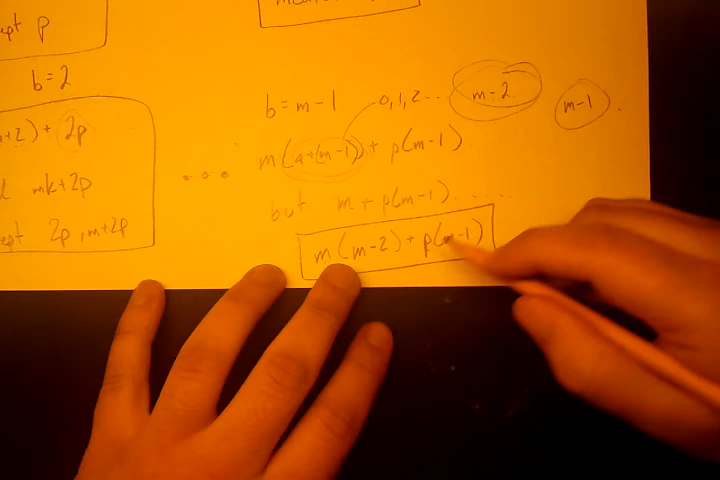 ept p
b = 2
b = m - 1
0, 1, 2 ...
m - 2
m - 1
+2) + 2p
m(a+(m-1)) + p(m-1)
mk+2p
but m + p(m-1) ......
ept 2p, m+2p
m(m-2) + p(m-1)